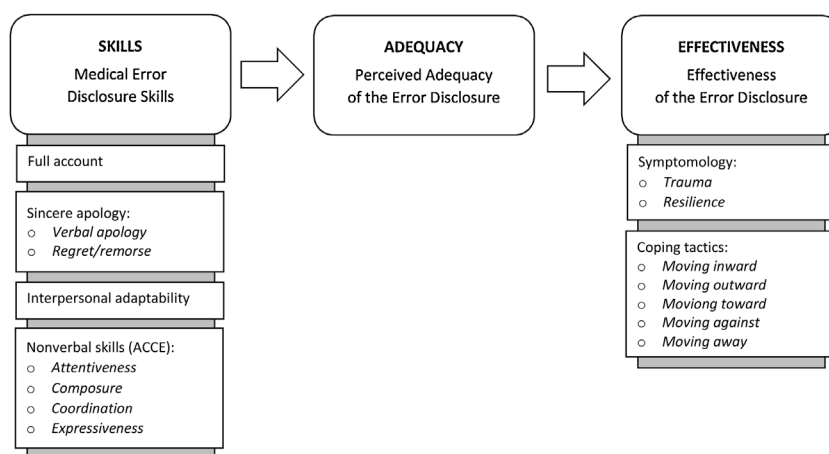 SKILLS
Medical Error
Disclosure Skills
Full account
Sincere apology:
o Verbal apology
o Regret/remorse
Interpersonal adaptability
Nonverbal skills (ACCE):
o Attentiveness
o Composure
o Coordination
o Expressiveness
ADEQUACY
Perceived Adequacy
of the Error Disclosure
EFFECTIVENESS
Effectiveness
of the Error Disclosure
Symptomology:
o Trauma
o Resilience
Coping tactics:
o Moving inward
o Moving outward
o Moviong toward
o Moving against
o Moving away